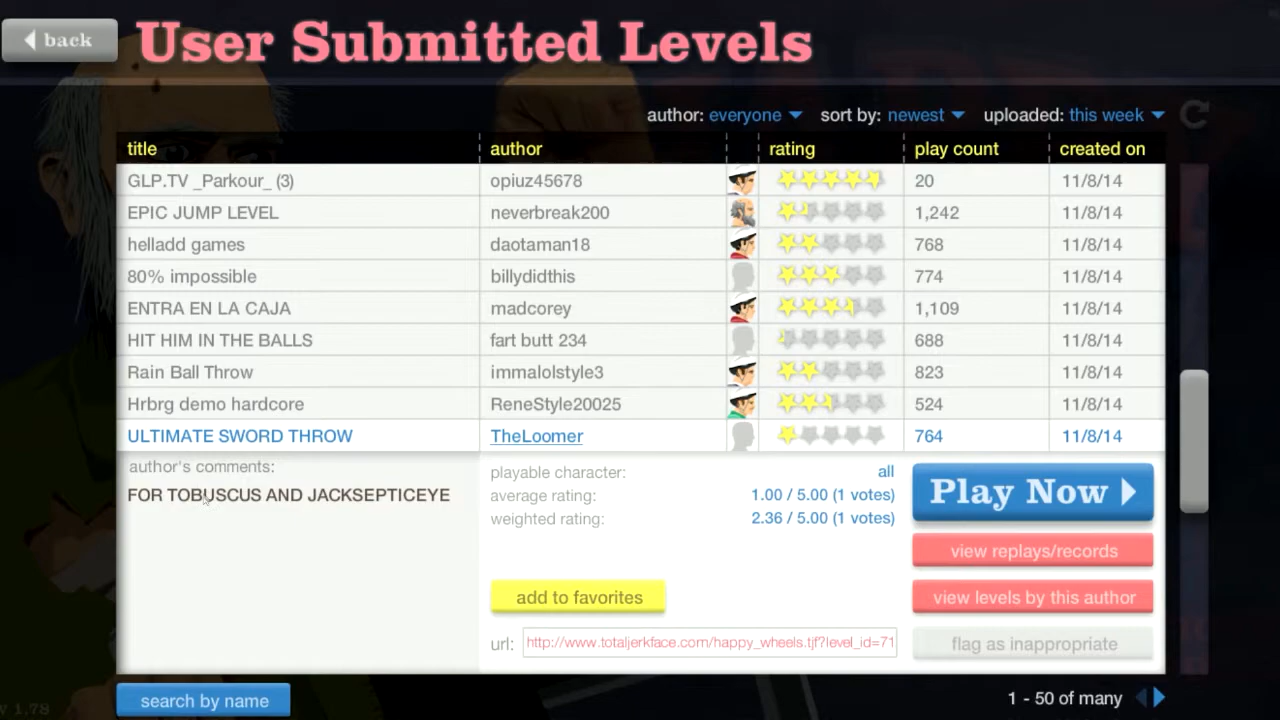 back
User Submitted Levels
author: everyone sort by: newest uploaded: this week
title author rating play count created on
GLP.TV _Parkour_ (3) opiuz45678 20 11/8/14
EPIC JUMP LEVEL neverbreak200 1,242 11/8/14
helladd games daotaman18 768 11/8/14
80% impossible billydidthis 774 11/8/14
ENTRA EN LA CAJA madcorey 1,109 11/8/14
HIT HIM IN THE BALLS fart butt 234 688 11/8/14
Rain Ball Throw immalolstyle3 823 11/8/14
Hrbrg demo hardcore ReneStyle20025 524 11/8/14
ULTIMATE SWORD THROW TheLoomer 764 11/8/14
author's comments:
FOR TOBUSCUS AND JACKSEPTICEYE
playable character: all
average rating: 1.00 / 5.00 (1 votes)
weighted rating: 2.36 / 5.00 (1 votes)
add to favorites
url: http://www.totaljerkface.com/happy_wheels.tjf?level_id=71
Play Now
view replays/records
view levels by this author
flag as inappropriate
search by name
1 - 50 of many
v 1.78